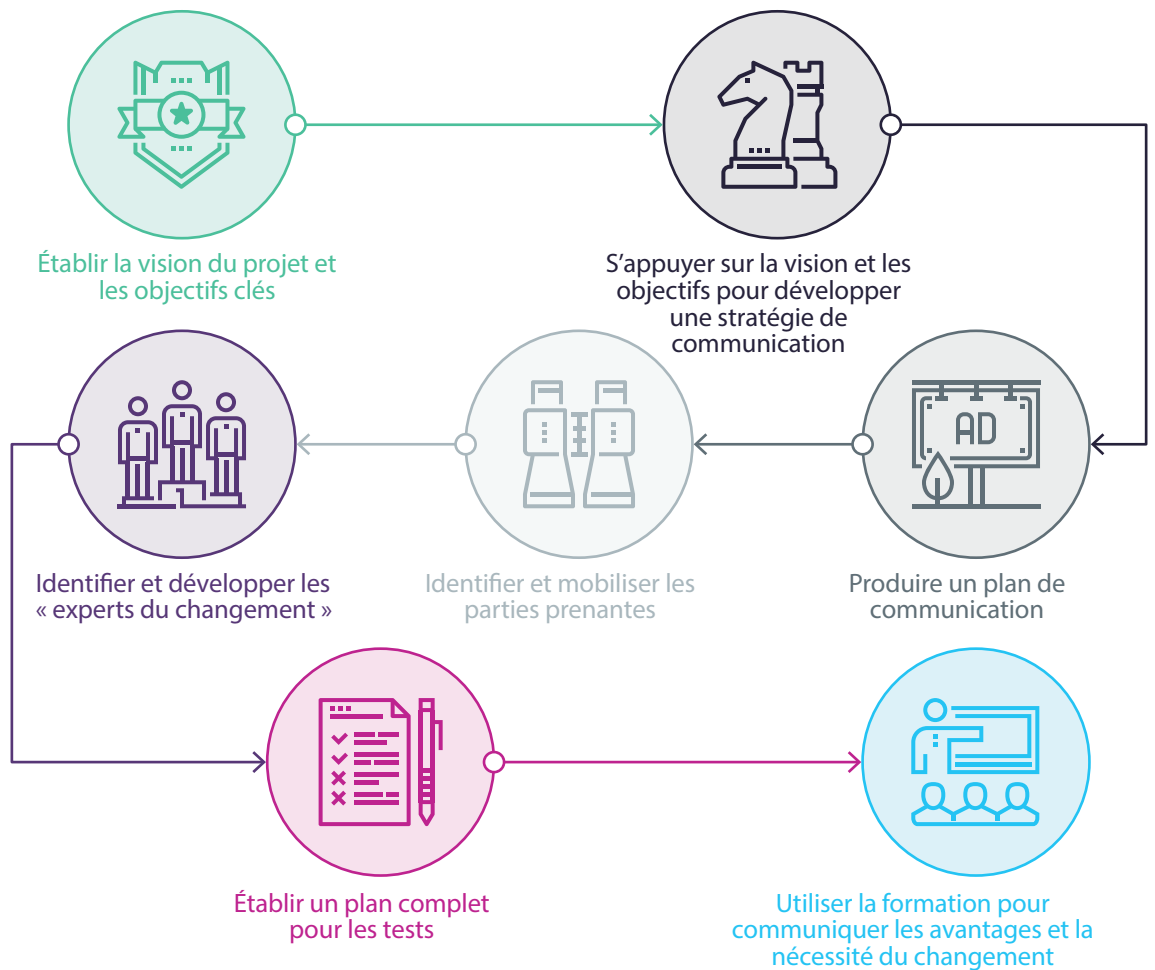 Établir la vision du projet et
les objectifs clés
S'appuyer sur la vision et les
objectifs pour développer
une stratégie de
communication
AD
Produire un plan de
communication
Identifier et mobiliser les
parties prenantes
Identifier et développer les
« experts du changement »
Établir un plan complet
pour les tests
Utiliser la formation pour
communiquer les avantages et la
nécessité du changement